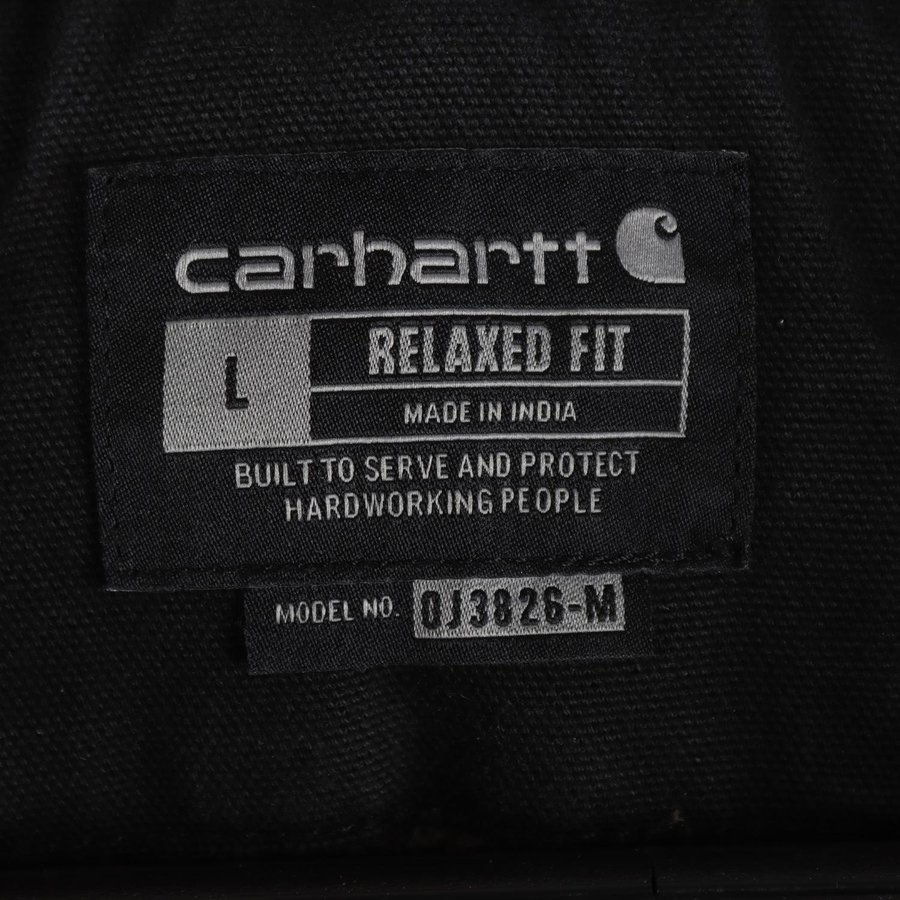 carhartt
L
RELAXED FIT
MADE IN INDIA
BUILT TO SERVE AND PROTECT
HARDWORKING PEOPLE
MODEL NO. OJ3826-M